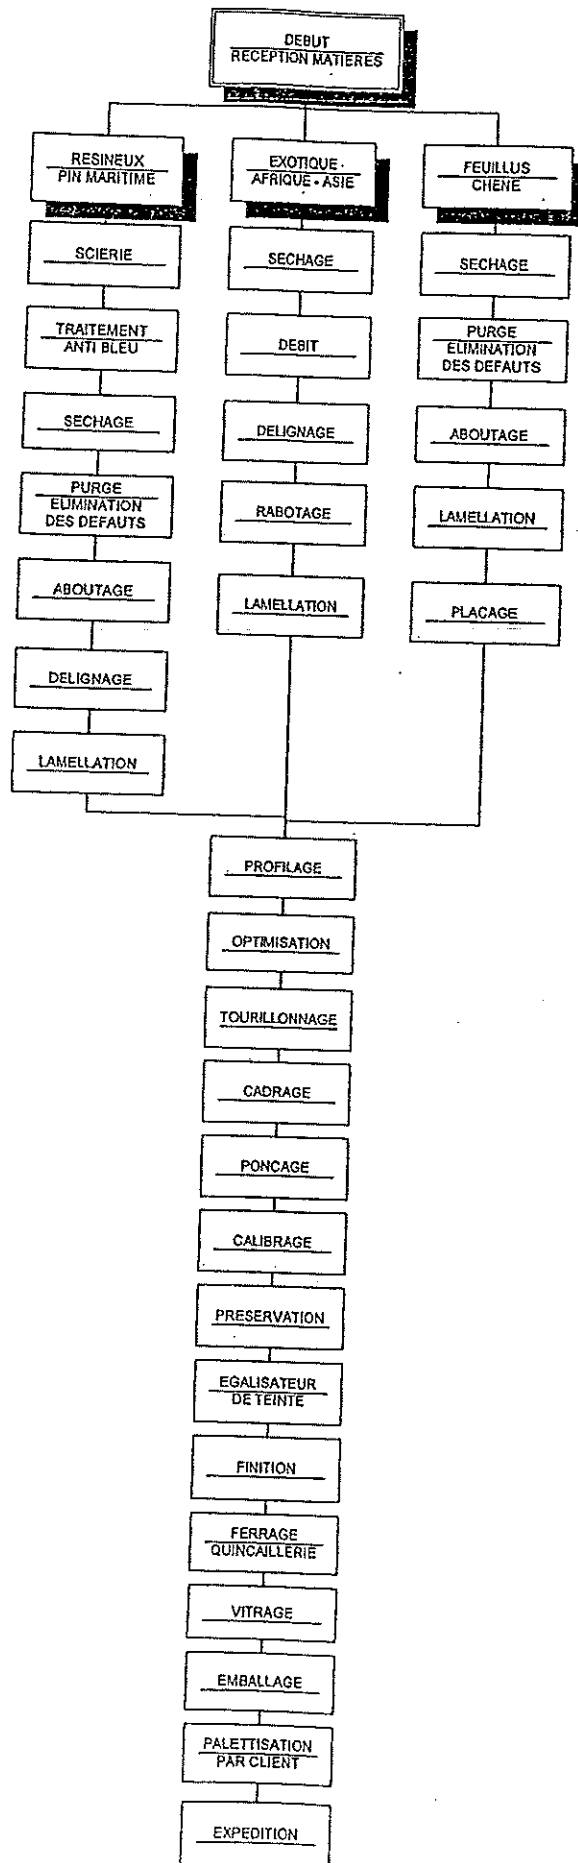 DEBUT
RECEPTION MATIERES
RESINEUX
PIN MARITIME
SCIERIE
TRAITEMENT
ANTI BLEU
SECHAGE
PURGE
ELIMINATION
DES DEFAUTS
ABOUTAGE
DELIGNAGE
LAMELLATION
EXOTIQUE -
AFRIQUE - ASIE
SECHAGE
DEBIT
DELIGNAGE
RABOTAGE
LAMELLATION
FEUILLUS
CHENE
SECHAGE
PURGE
ELIMINATION
DES DEFAUTS
ABOUTAGE
LAMELLATION
PLACAGE
PROFILAGE
OPTIMISATION
TOURILLONNAGE
CADRAGE
PONCAGE
CALIBRAGE
PRESERVATION
EGALISATEUR
DE TEINTE
FINITION
FERRAGE
QUINCAILLERIE
VITRAGE
EMBALLAGE
PALETTISATION
PAR CLIENT
EXPEDITION